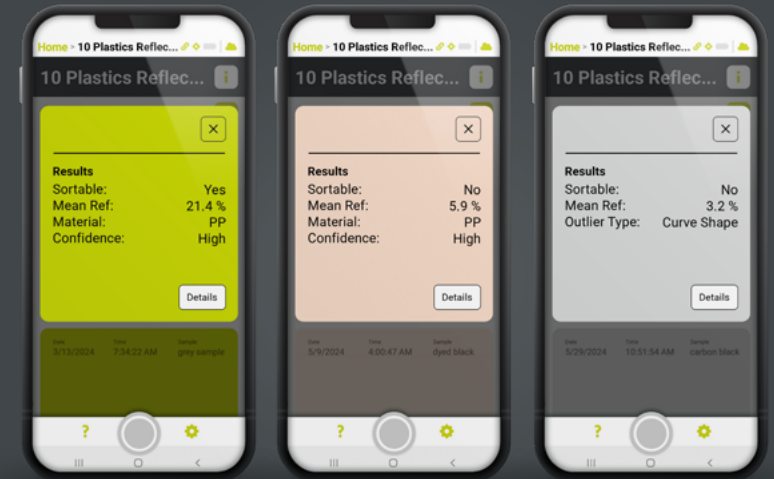 Home > 10 Plastics Reflec...
10 Plastics Reflec...
Results
Sortable: Yes
Mean Ref: 21.4 %
Material: PP
Confidence: High
Details
Date Time Sample
3/13/2024 7:34:22 AM grey sample
?
Home > 10 Plastics Reflec...
10 Plastics Reflec...
Results
Sortable: No
Mean Ref: 5.9 %
Material: PP
Confidence: High
Details
Date Time Sample
5/9/2024 4:00:47 AM dyed black
?
Home > 10 Plastics Reflec...
10 Plastics Reflec...
Results
Sortable: No
Mean Ref: 3.2 %
Outlier Type: Curve Shape
Details
Date Time Sample
5/29/2024 10:51:54 AM carbon black
?